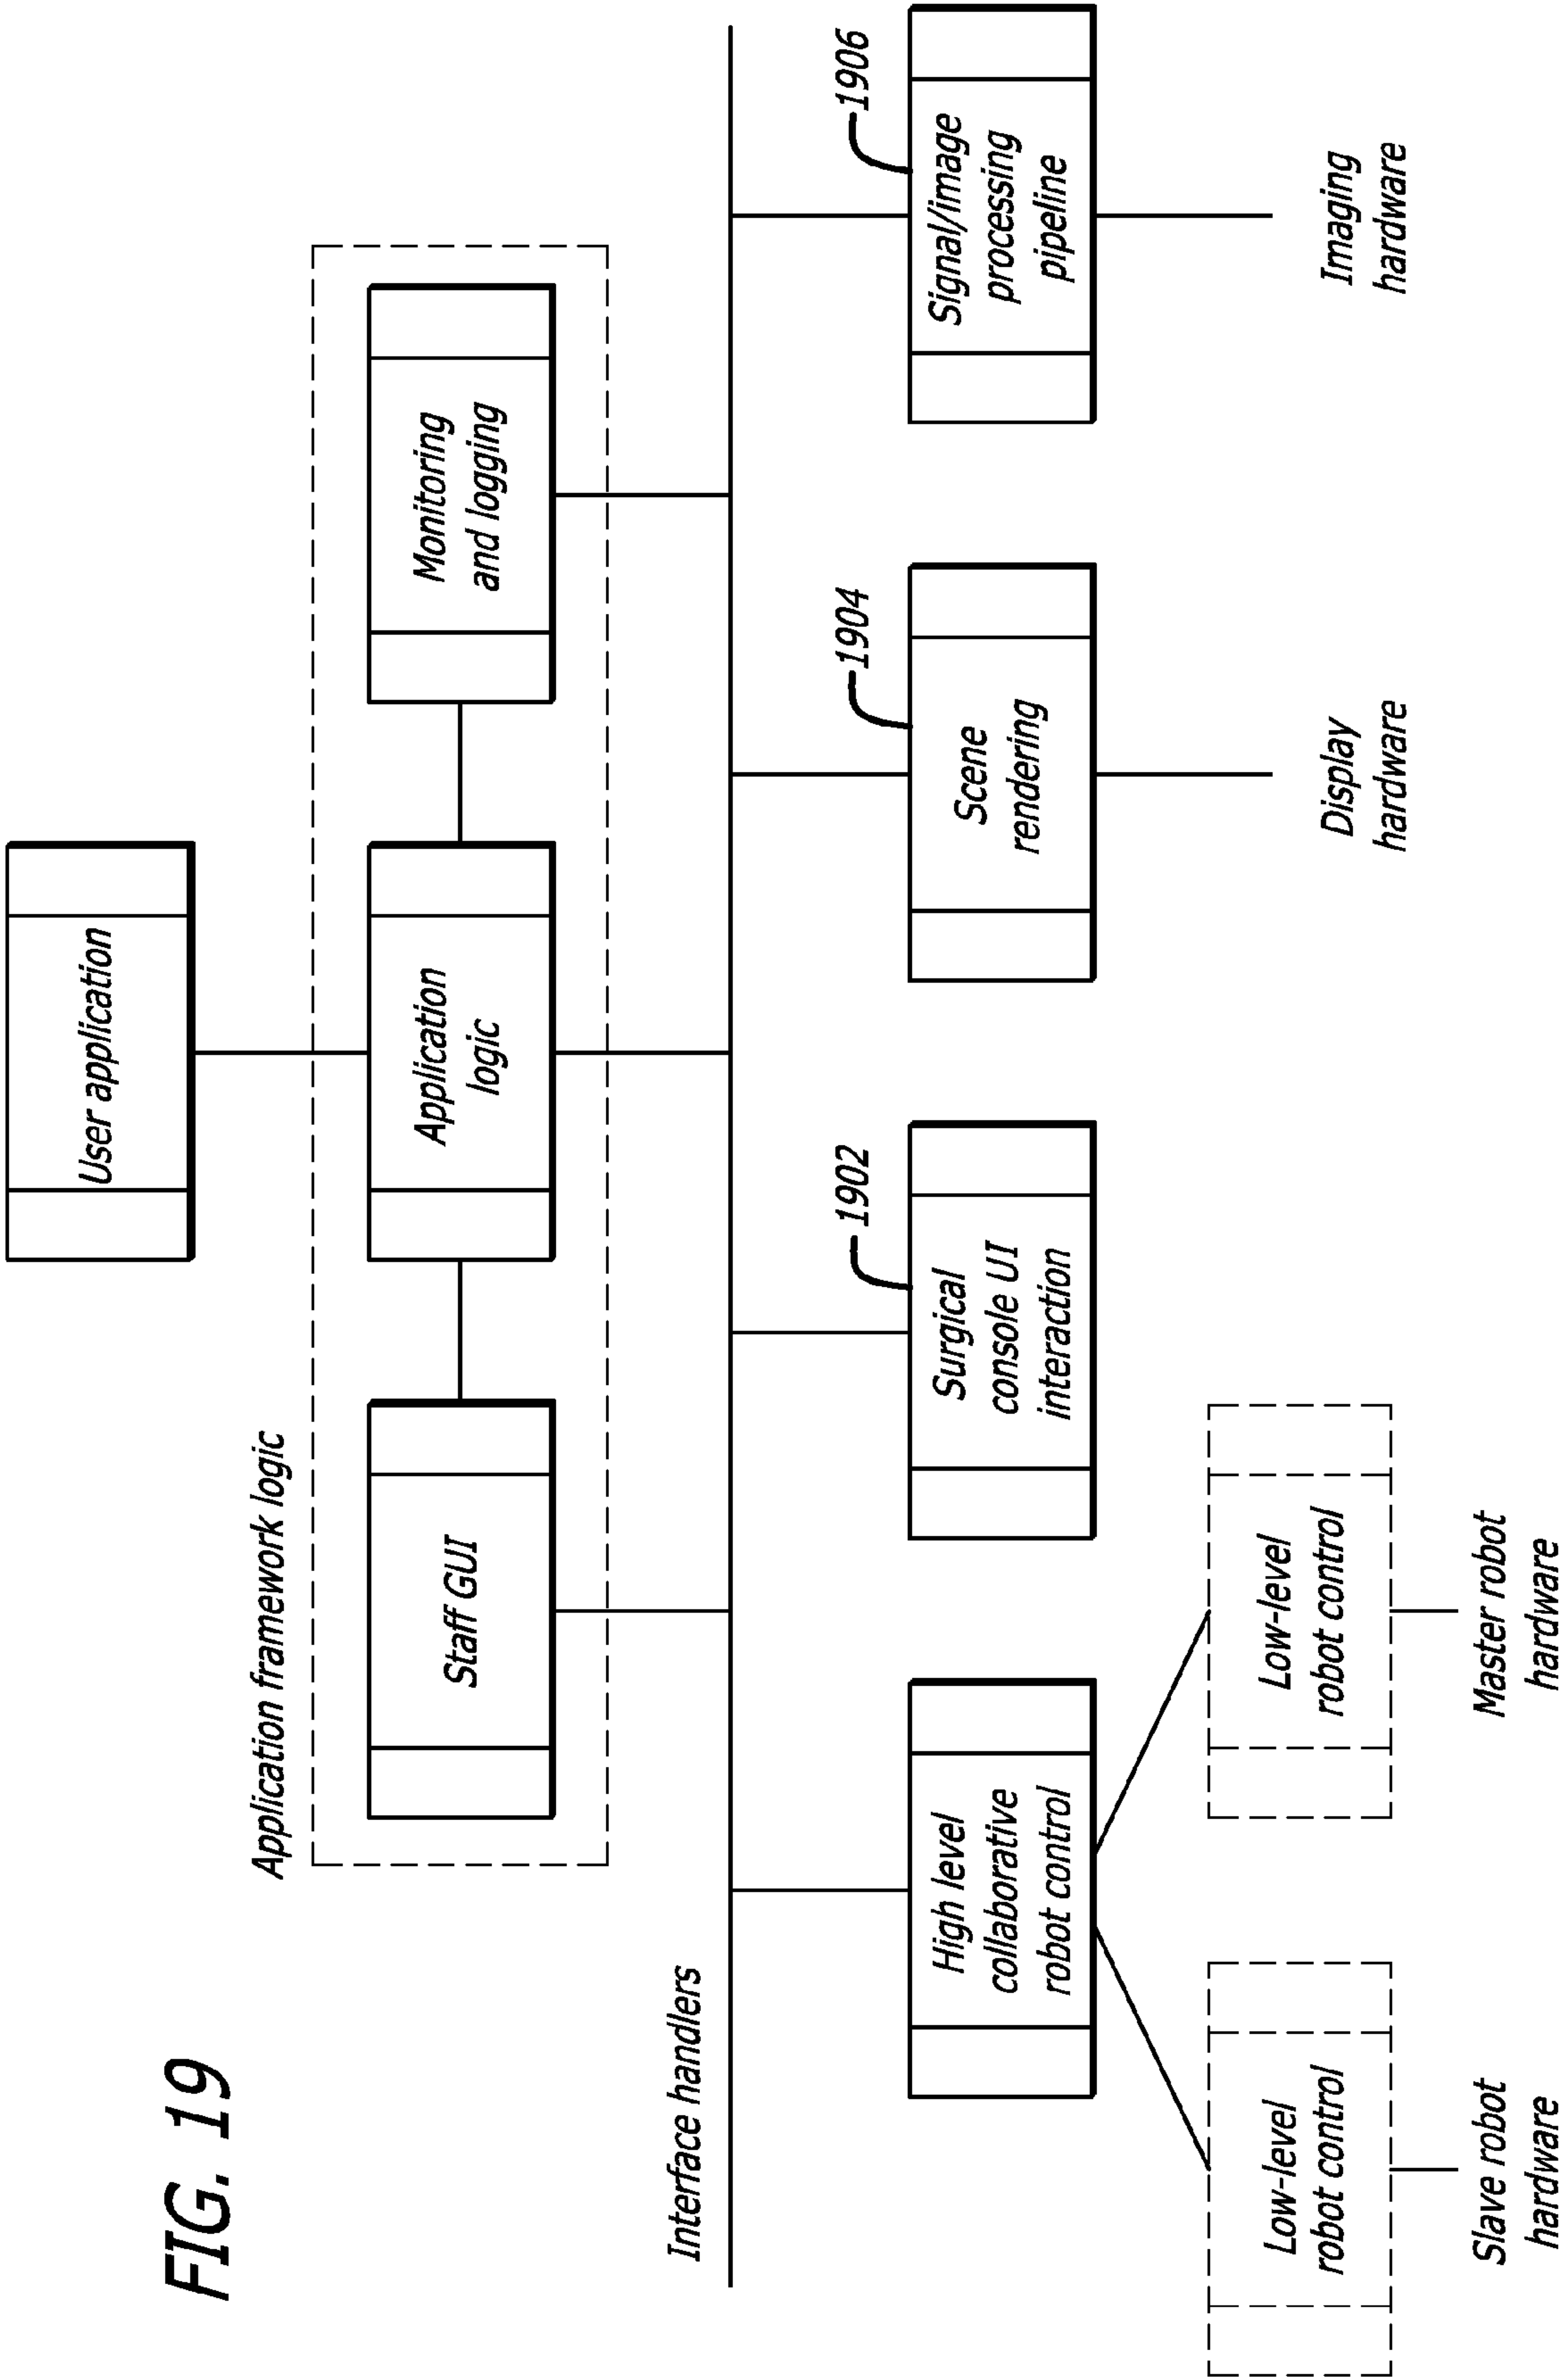 FIG. 19
User application
Application framework logic
Staff GUI
Application
logic
Monitoring
and logging
Interface handlers
1902
1904
1906
High level
collaborative
robot control
Surgical
console UI
interaction
Scene
rendering
Signal/image
processing
pipeline
Low-level
robot control
Low-level
robot control
Display
hardware
Imaging
hardware
Slave robot
hardware
Master robot
hardware